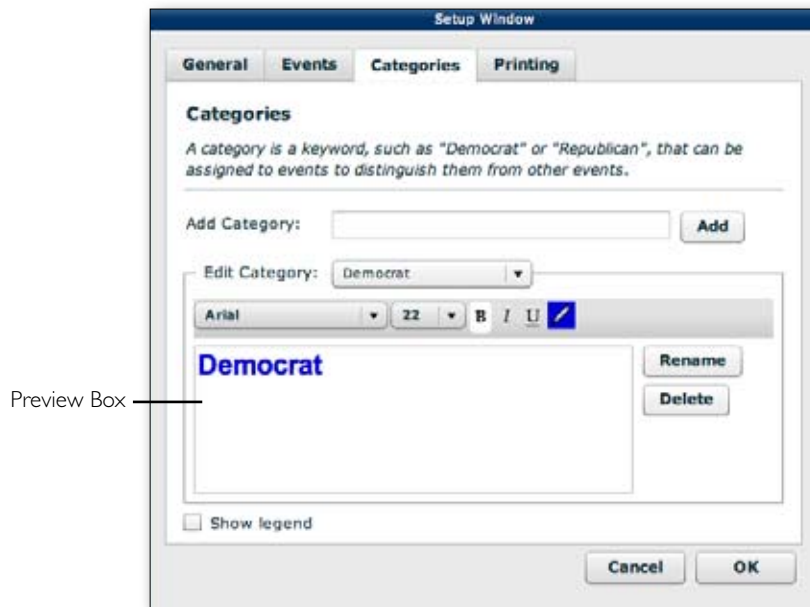 Setup Window
General Events Categories Printing
Categories
A category is a keyword, such as "Democrat" or "Republican", that can be
assigned to events to distinguish them from other events.
Add Category: Add
Edit Category: Democrat
Arial 22 B I U
Democrat
Rename
Preview Box
Delete
Show legend
Cancel OK